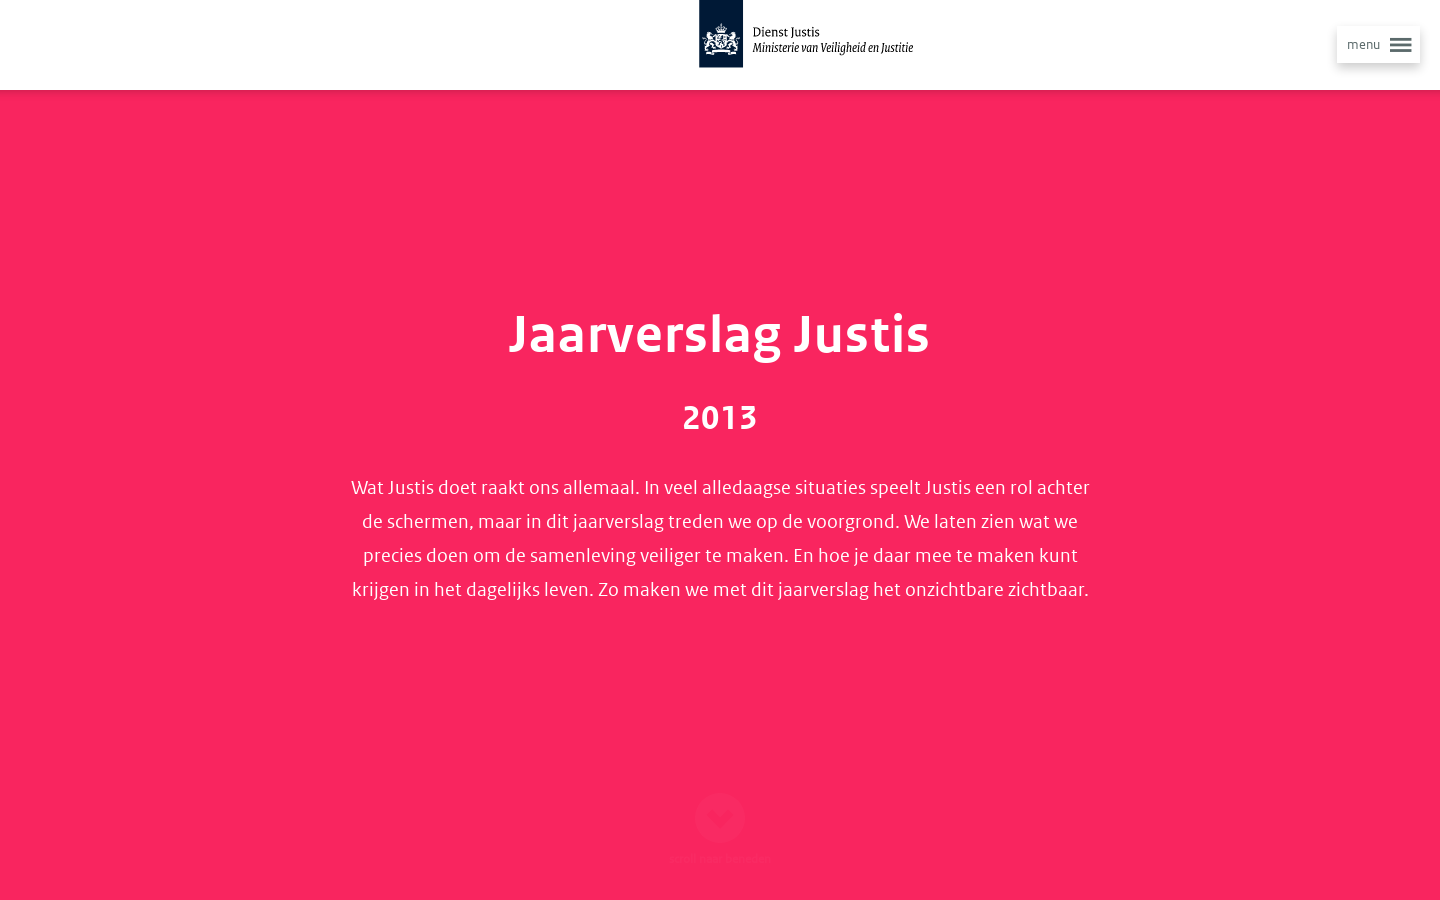 Dienst Justis
Ministerie van Veiligheid en Justitie
menu
Jaarverslag Justis
2013
Wat Justis doet raakt ons allemaal. In veel alledaagse situaties speelt Justis een rol achter
de schermen, maar in dit jaarverslag treden we op de voorgrond. We laten zien wat we
precies doen om de samenleving veiliger te maken. En hoe je daar mee te maken kunt
krijgen in het dagelijks leven. Zo maken we met dit jaarverslag het onzichtbare zichtbaar.